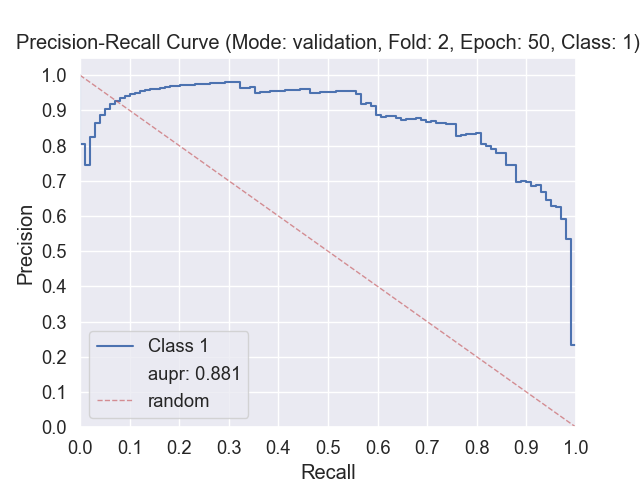 Precision-Recall Curve (Mode: validation, Fold: 2, Epoch: 50, Class: 1)
1.0
0.9
0.8
0.7
0.6
0.5
0.4
0.3
0.2
0.1
0.0
Precision
Class 1
aupr: 0.881
random
0.0 0.1 0.2 0.3 0.4 0.5 0.6 0.7 0.8 0.9 1.0
Recall